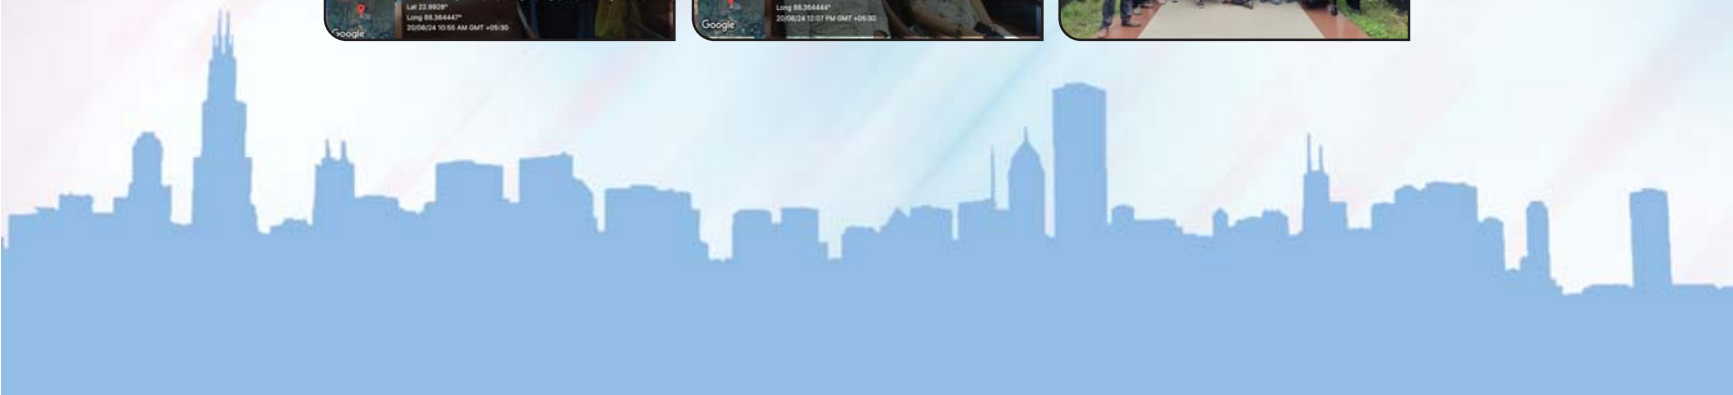 Lat 22.8928°
Long 88.364447°
20/08/24 10:55 AM GMT +05:30
Google
Long 88.364444°
20/08/24 12:07 PM GMT +05:30
Google